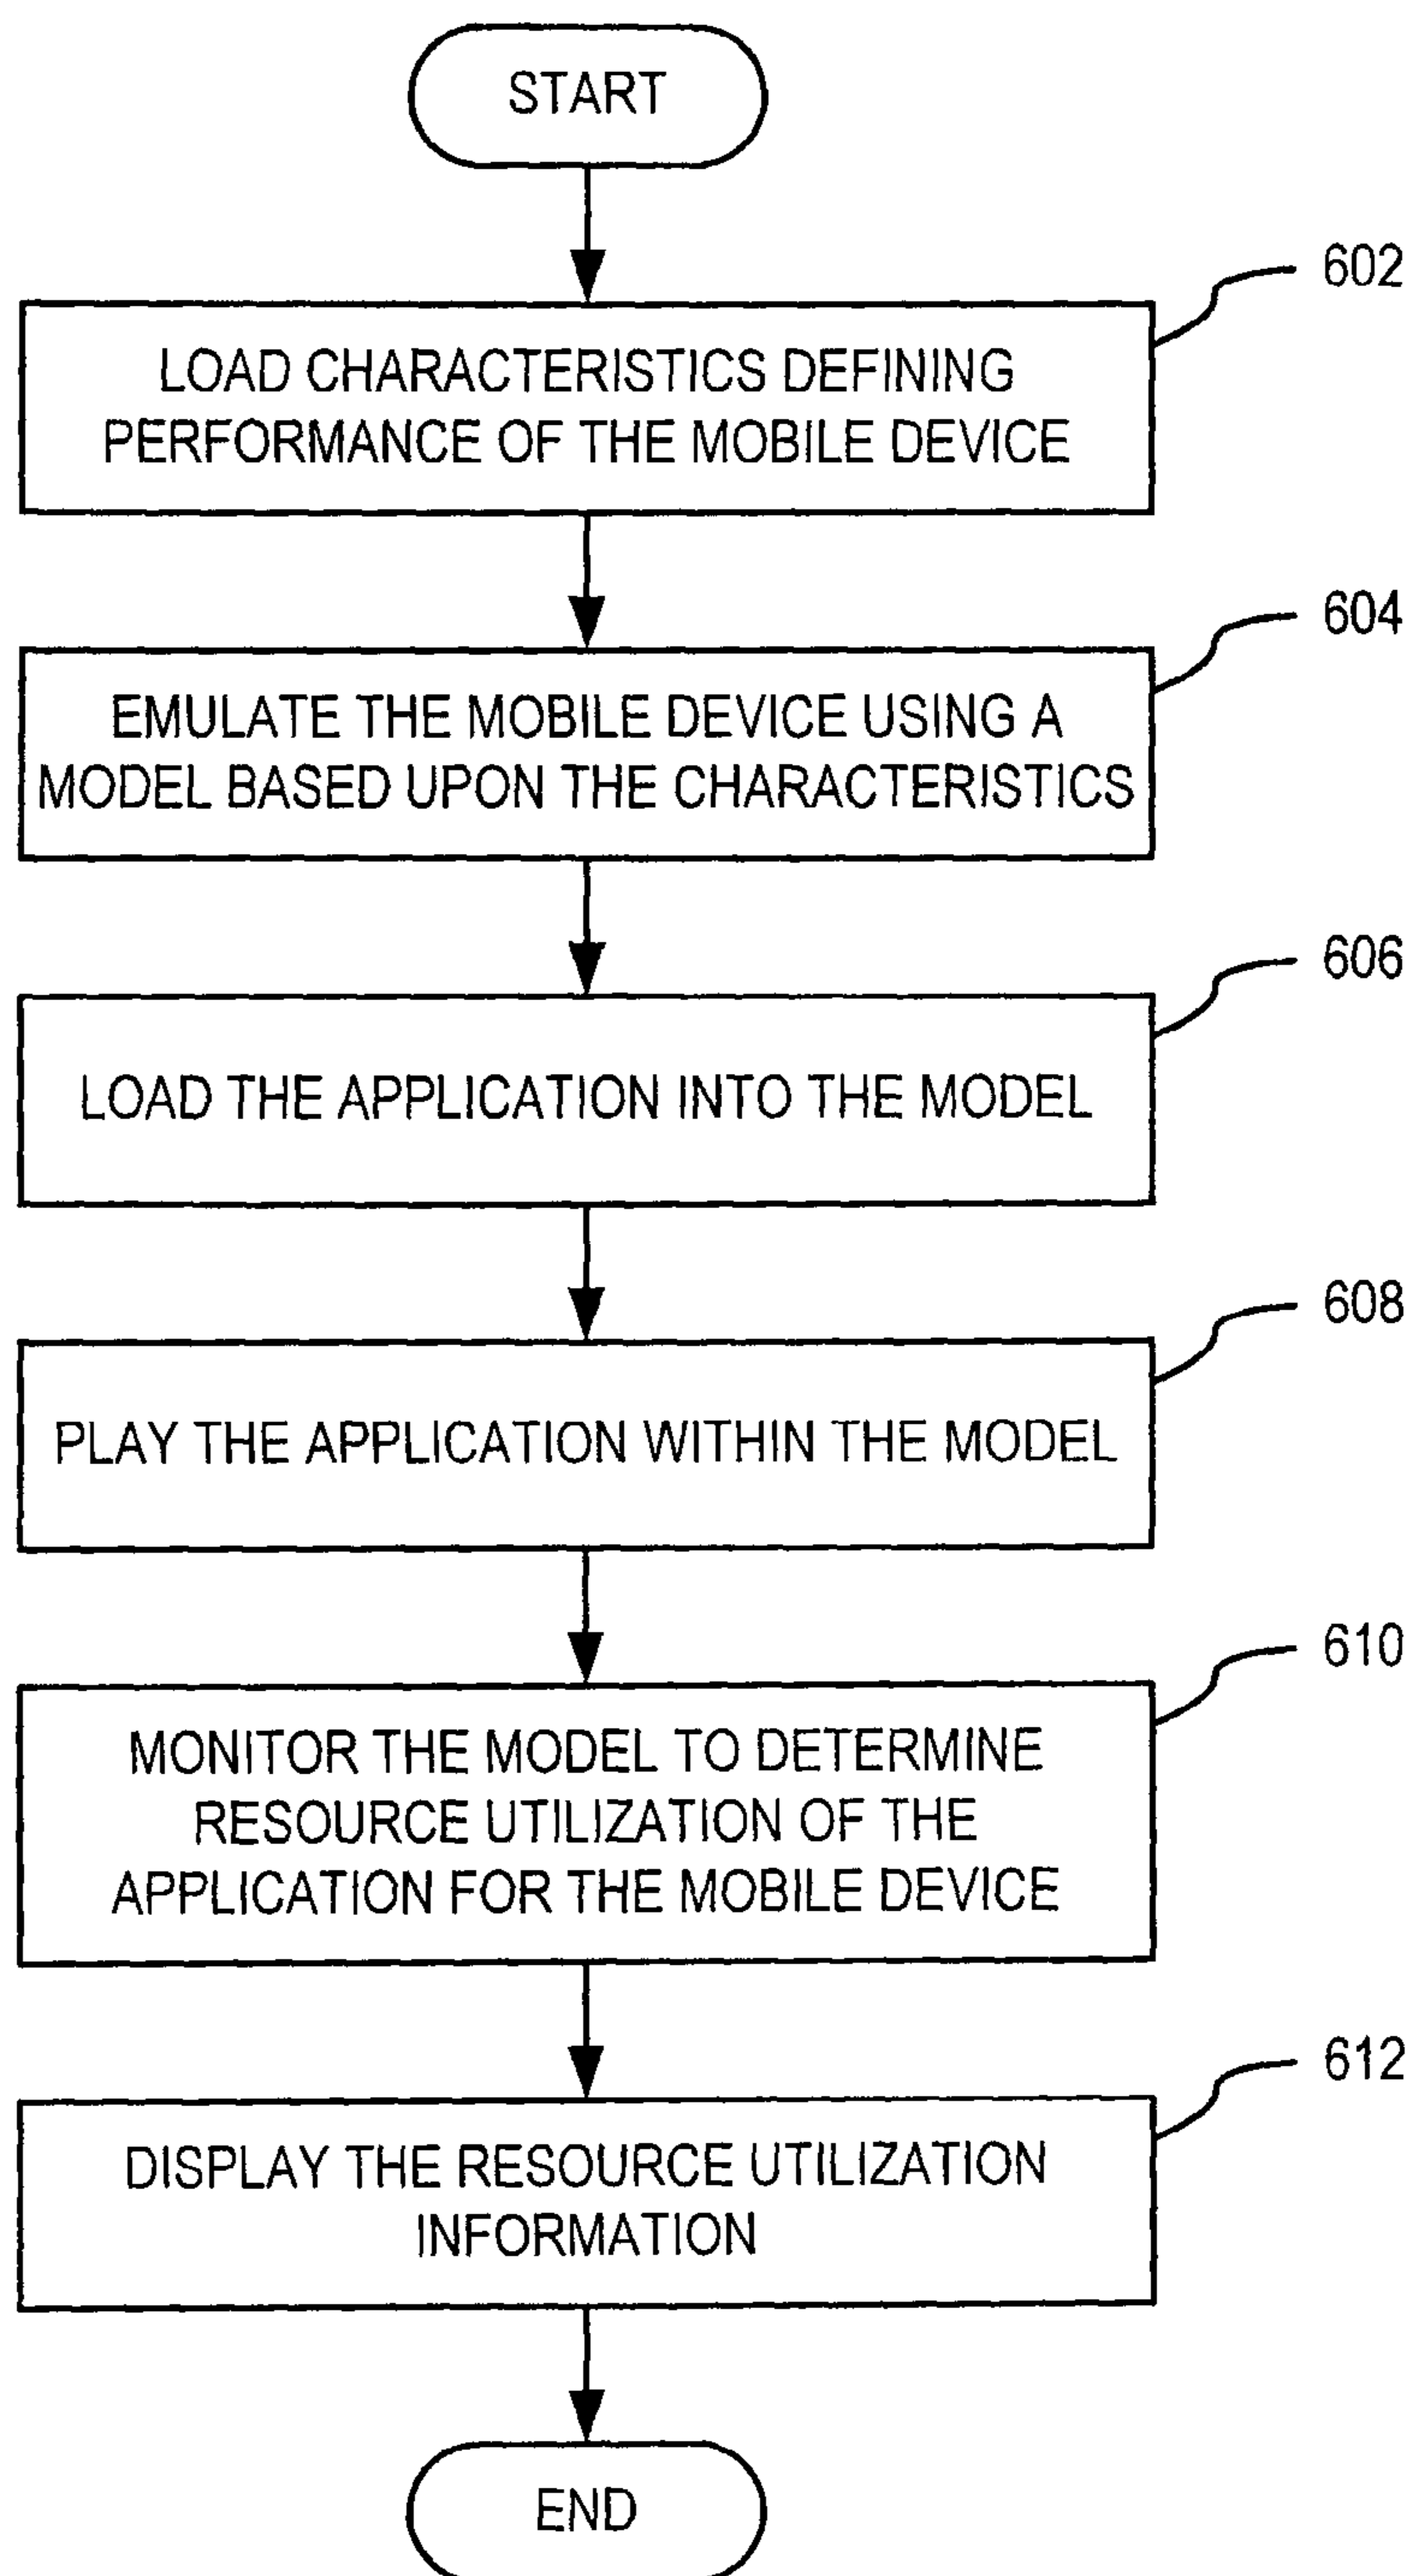 START
602
LOAD CHARACTERISTICS DEFINING
PERFORMANCE OF THE MOBILE DEVICE
604
EMULATE THE MOBILE DEVICE USING A
MODEL BASED UPON THE CHARACTERISTICS
606
LOAD THE APPLICATION INTO THE MODEL
608
PLAY THE APPLICATION WITHIN THE MODEL
610
MONITOR THE MODEL TO DETERMINE
RESOURCE UTILIZATION OF THE
APPLICATION FOR THE MOBILE DEVICE
612
DISPLAY THE RESOURCE UTILIZATION
INFORMATION
END